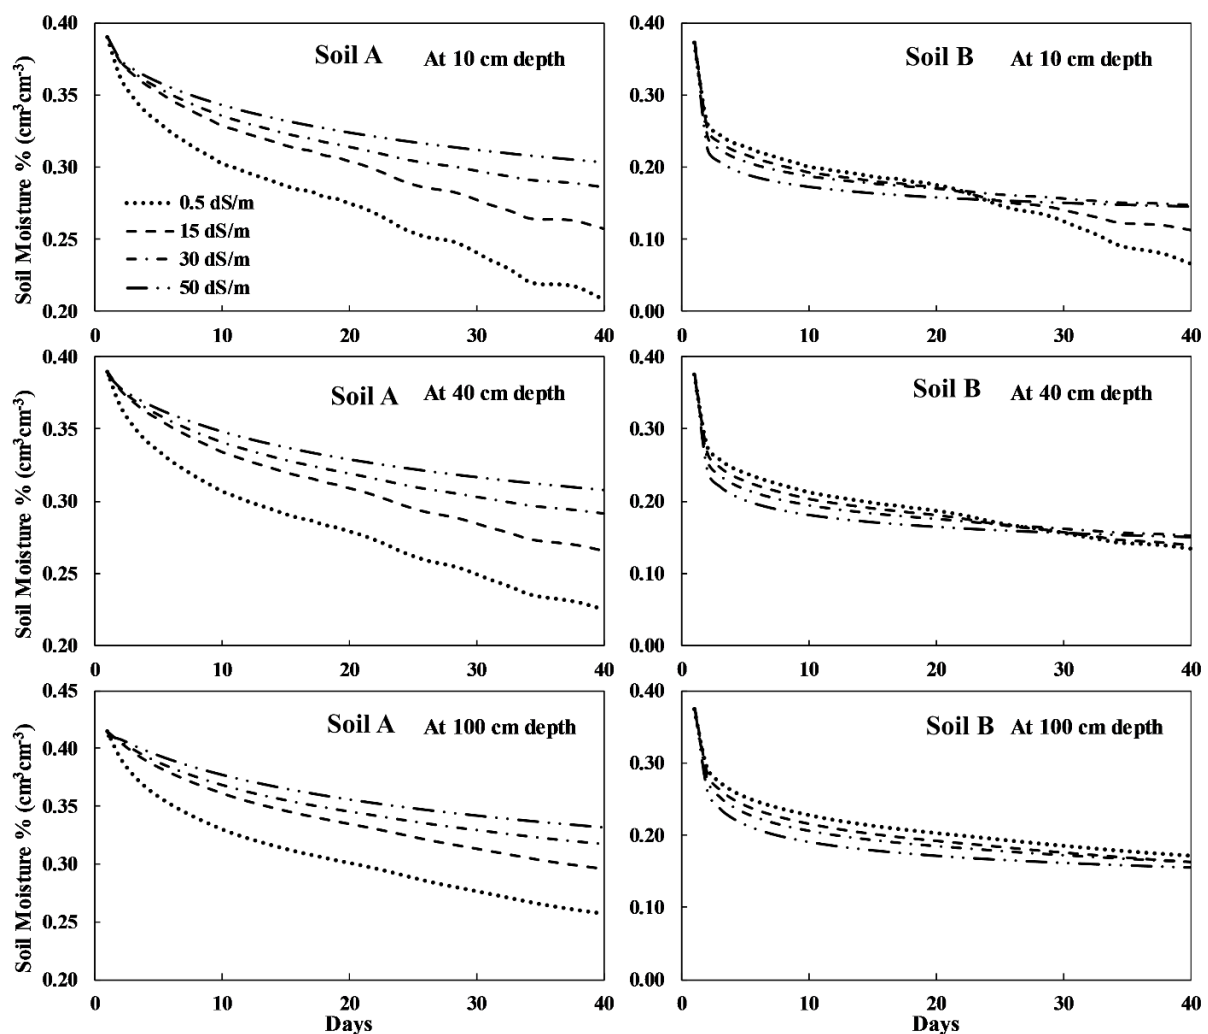 0.40
0.35
0.30
0.25
0.20
Soil Moisture % (cm³cm⁻³)
Soil A
At 10 cm depth
0.5 dS/m
15 dS/m
30 dS/m
50 dS/m
0
10
20
30
40
0.40
0.30
0.20
0.10
0.00
Soil B
At 10 cm depth
0
10
20
30
40
0.40
0.35
0.30
0.25
0.20
Soil Moisture % (cm³cm⁻³)
Soil A
At 40 cm depth
0
10
20
30
40
0.40
0.30
0.20
0.10
0.00
Soil B
At 40 cm depth
0
10
20
30
40
0.45
0.40
0.35
0.30
0.25
0.20
Soil Moisture % (cm³cm⁻³)
Soil A
At 100 cm depth
0
10
20
30
40
Days
0.40
0.30
0.20
0.10
0.00
Soil B
At 100 cm depth
0
10
20
30
40
Days